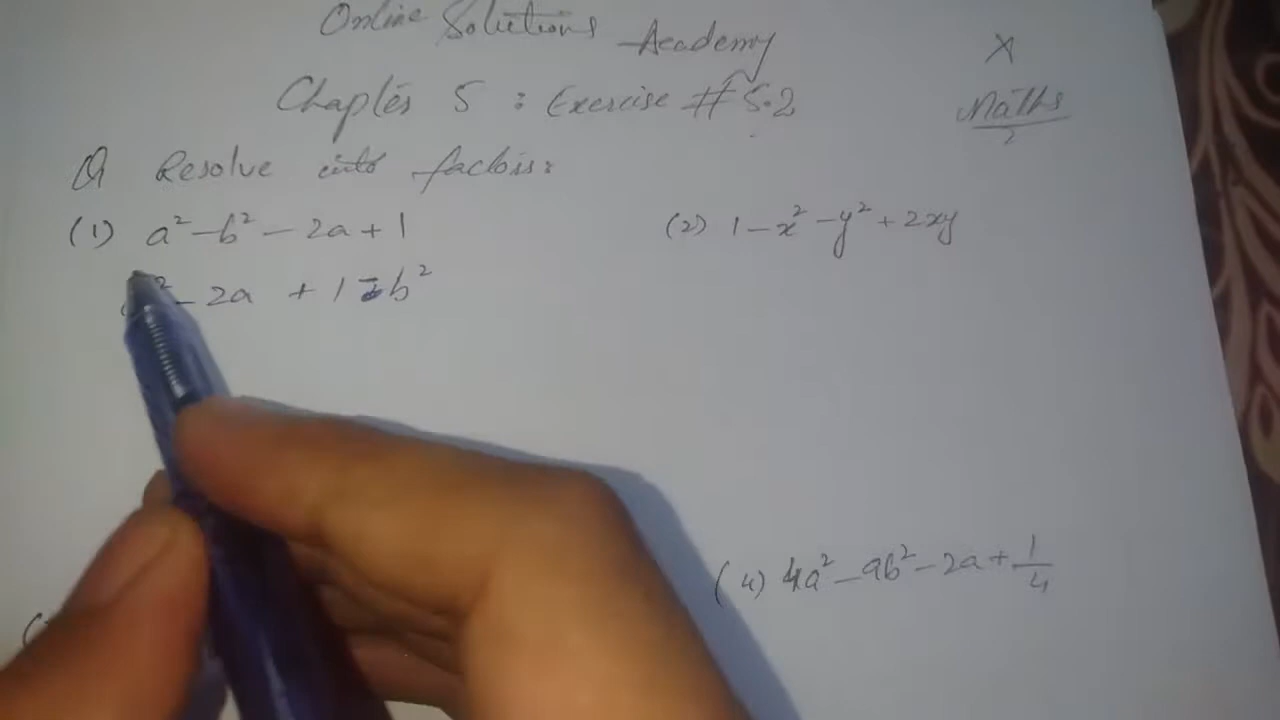 Online Solutions Academy
X
Chapter 5 : Exercise # 5.2
Maths
Q Resolve into factors:
(1) a² - b² - 2a + 1
(2) 1 - x² - y² + 2xy
² - 2a + 1 - b²
(4) 4a² - 9b² - 2a + 1/4